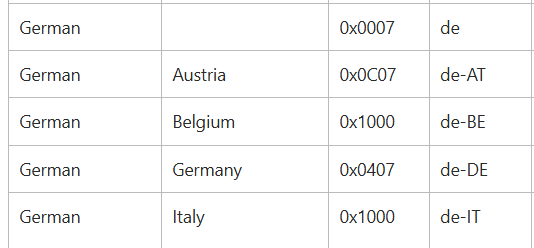 German 0x0007 de
German Austria 0x0C07 de-AT
German Belgium 0x1000 de-BE
German Germany 0x0407 de-DE
German Italy 0x1000 de-IT